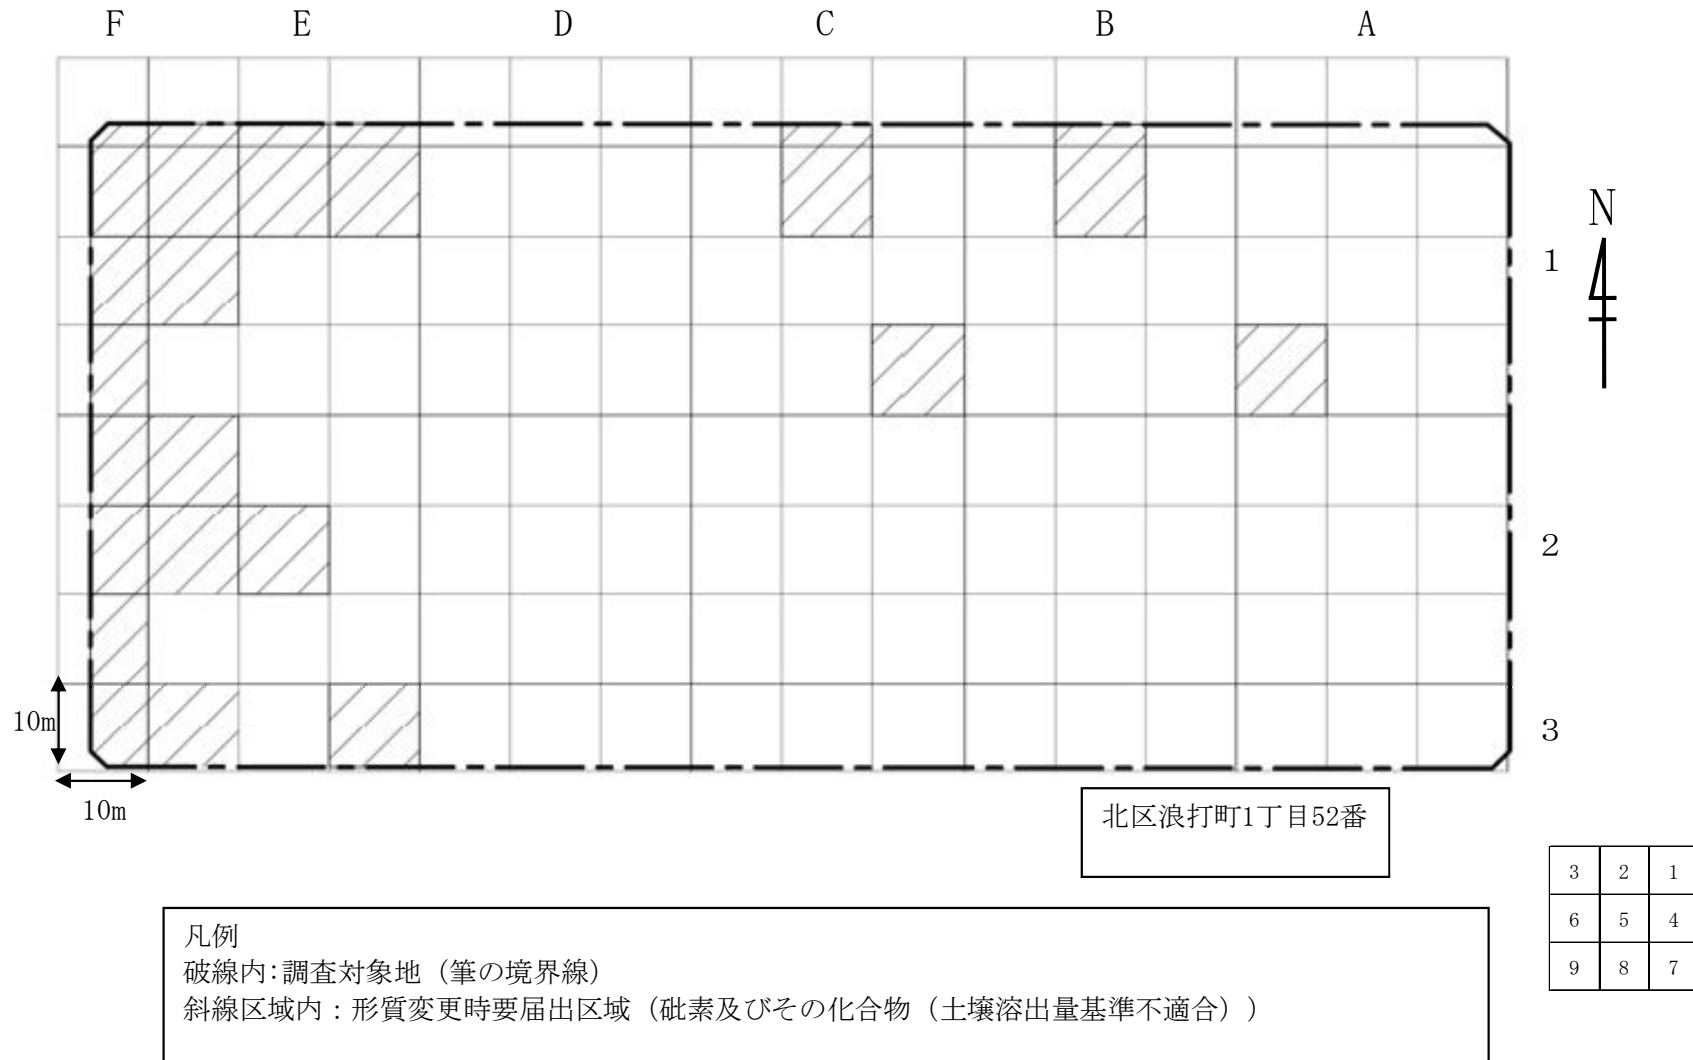 F E D C B A
N
1
2
3
10m
10m
北区浪打町1丁目52番
3 2 1
6 5 4
9 8 7
凡例
破線内:調査対象地（筆の境界線）
斜線区域内：形質変更時要届出区域（砒素及びその化合物（土壌溶出量基準不適合））